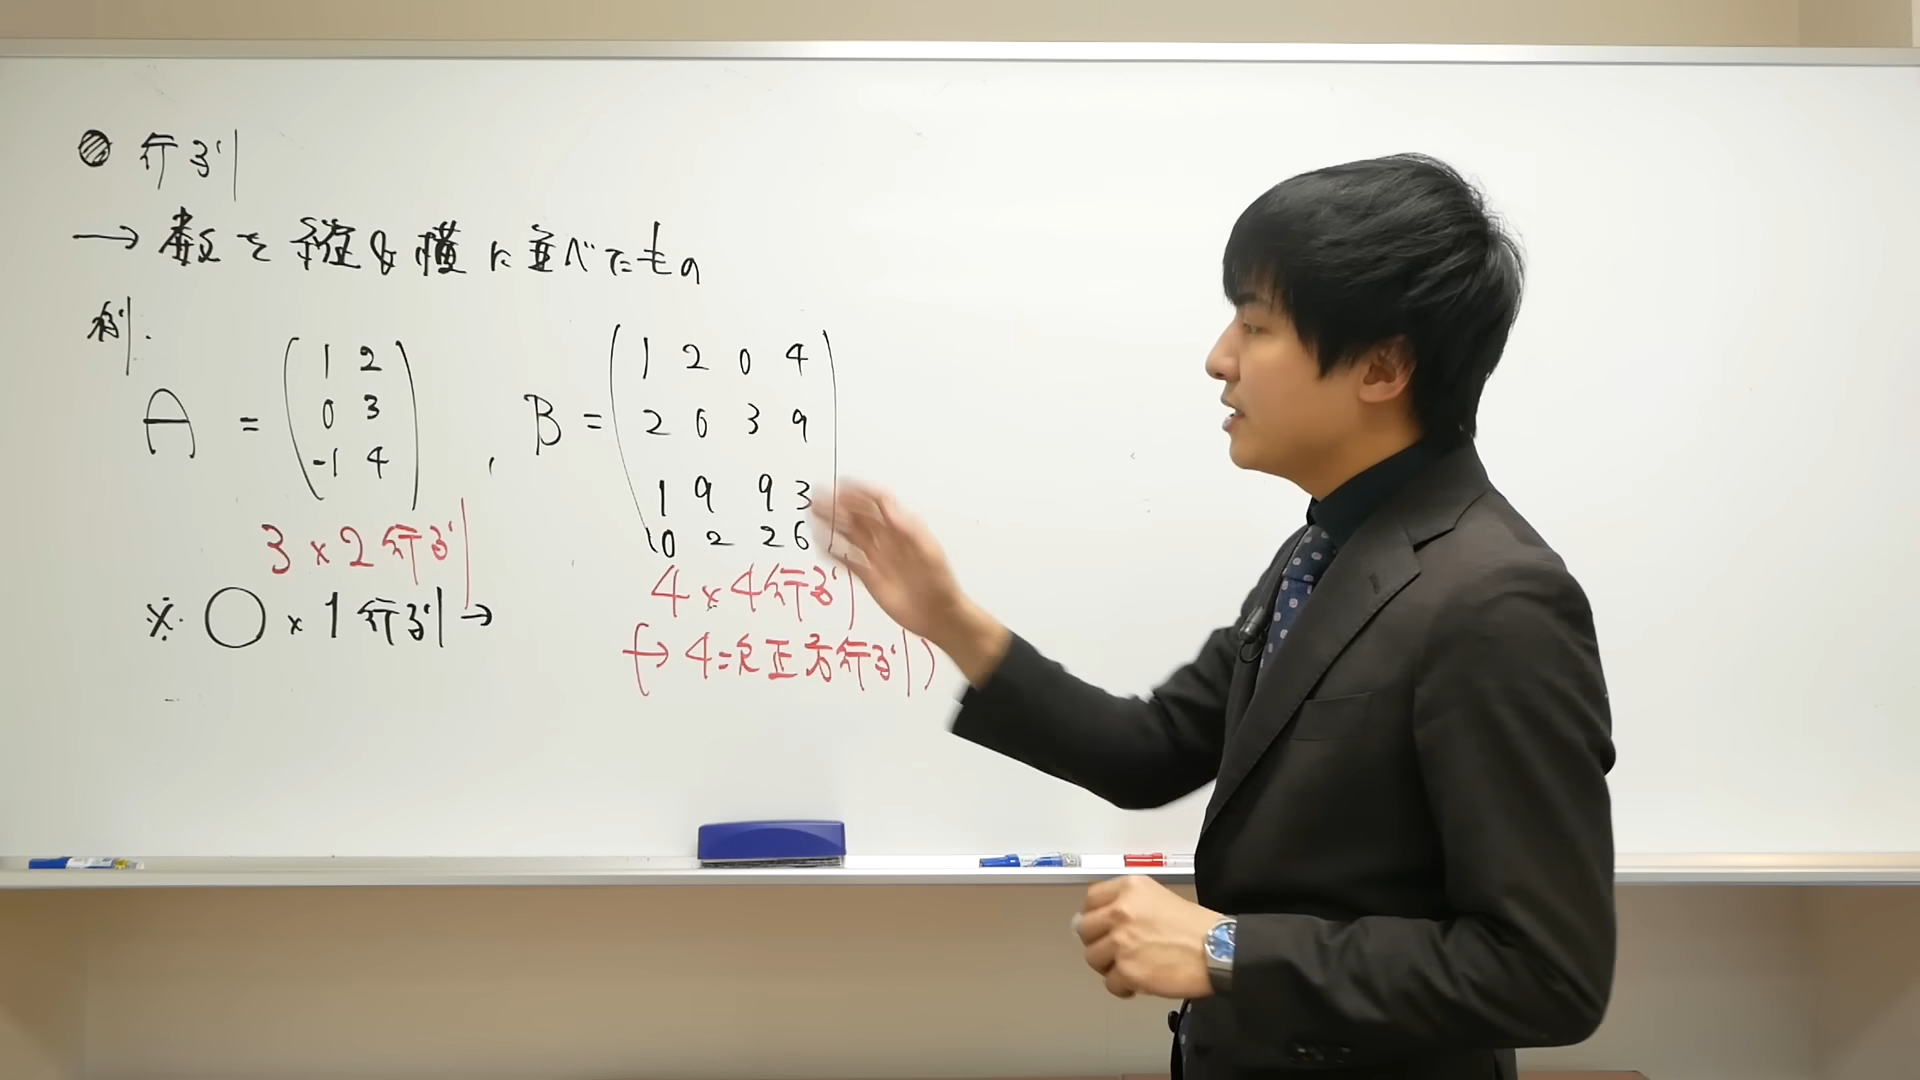 行列
→ 数を縦&横に並べたもの
例.
A = (1 2
0 3
-1 4)
, B = (1 2 0 4
2 0 3 9
1 9 9 3
10 2 2 6)
3×2行列
4×4行列
(→ 4次正方行列)
※ ○×1行列→